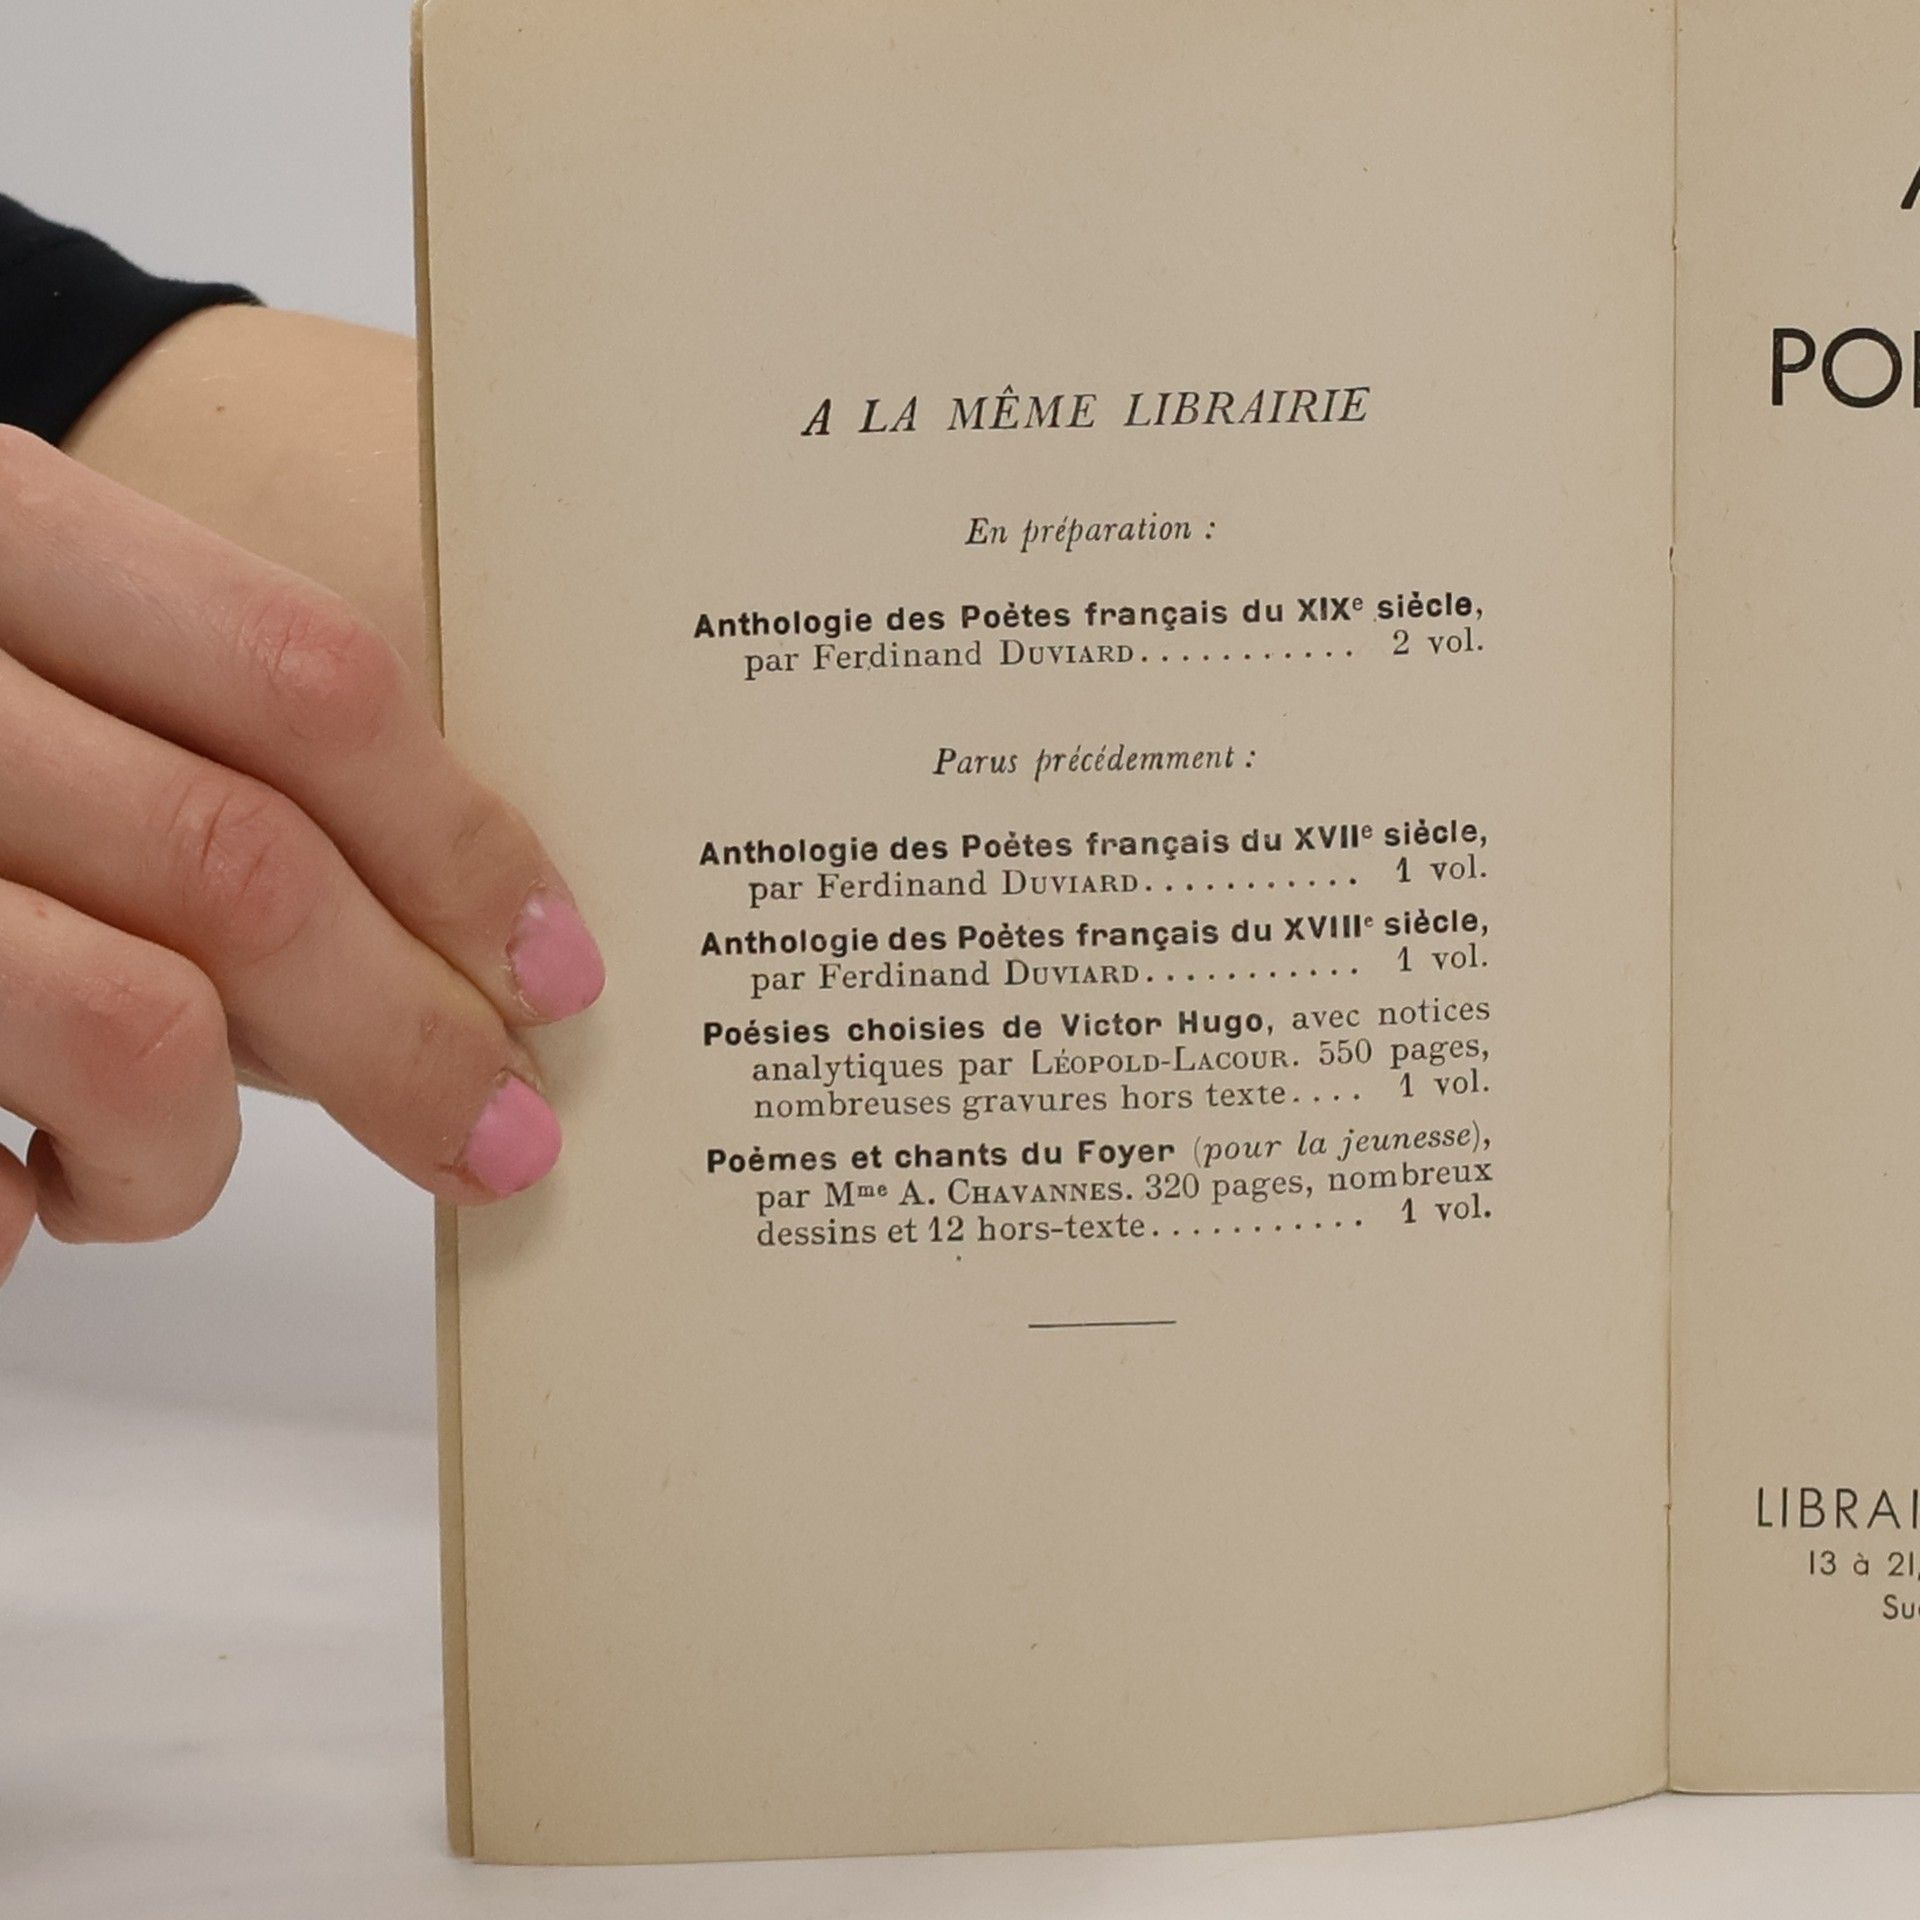 A LA MÊME LIBRAIRIE
En préparation :
Anthologie des Poètes français du XIXe siècle,
par Ferdinand DUVIARD........... 2 vol.
Parus précédemment :
Anthologie des Poètes français du XVIIe siècle,
par Ferdinand DUVIARD........... 1 vol.
Anthologie des Poètes français du XVIIIe siècle,
par Ferdinand DUVIARD........... 1 vol.
Poésies choisies de Victor Hugo, avec notices
analytiques par LÉOPOLD-LACOUR. 550 pages,
nombreuses gravures hors texte.... 1 vol.
Poèmes et chants du Foyer (pour la jeunesse),
par Mme A. CHAVANNES. 320 pages, nombreux
dessins et 12 hors-texte........... 1 vol.
13 à 21,